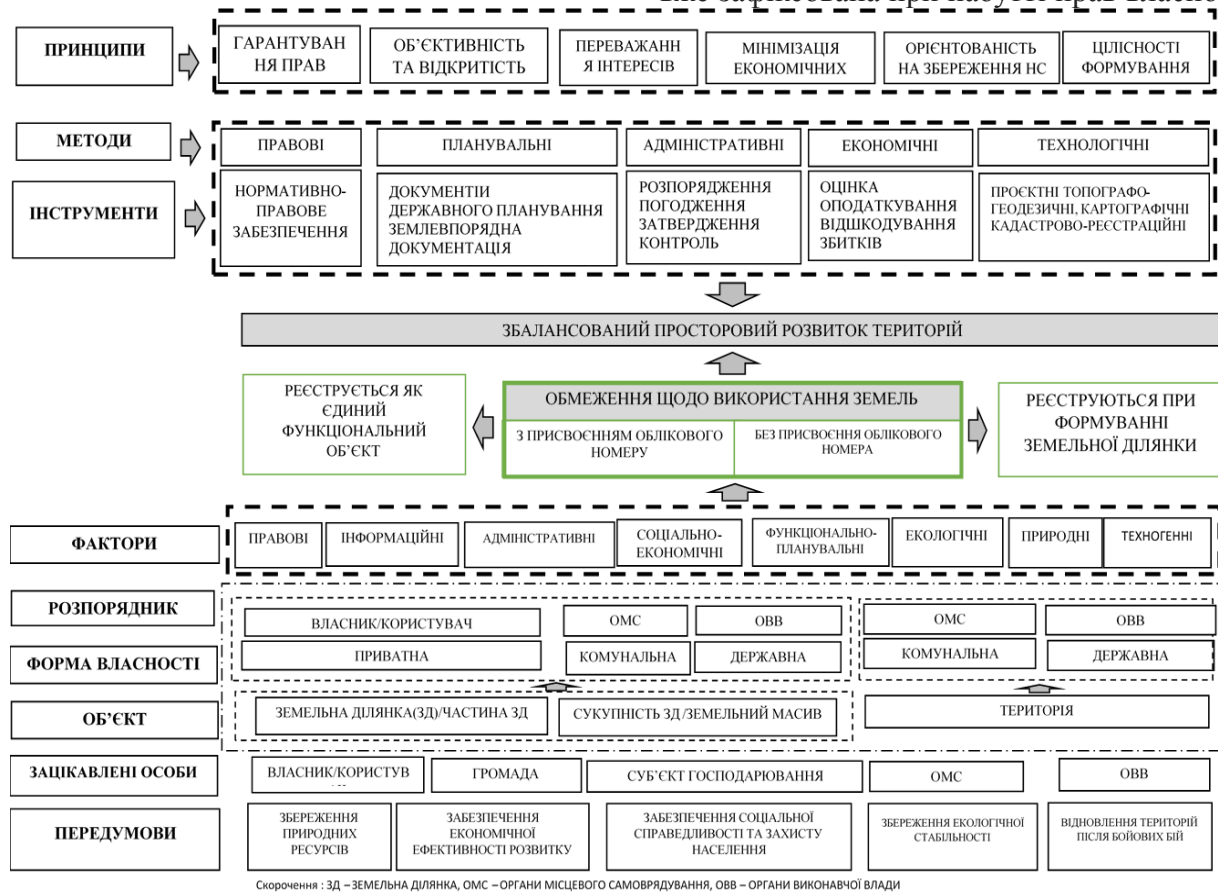 ПРИНЦИПИ
ГАРАНТУВАН
НЯ ПРАВ
ОБ’ЄКТИВНІСТЬ
ТА ВІДКРИТІСТЬ
ПЕРЕВАЖАНН
Я ІНТЕРЕСІВ
МІНІМІЗАЦІЯ
ЕКОНОМІЧНИХ
ОРІЄНТОВАНІСТЬ
НА ЗБЕРЕЖЕННЯ НС
ЦІЛІСНОСТІ
ФОРМУВАННЯ
МЕТОДИ
ПРАВОВІ
ПЛАНУВАЛЬНІ
АДМІНІСТРАТИВНІ
ЕКОНОМІЧНІ
ТЕХНОЛОГІЧНІ
ІНСТРУМЕНТИ
НОРМАТИВНО-
ПРАВОВЕ
ЗАБЕЗПЕЧЕННЯ
ДОКУМЕНТІИ
ДЕРЖАВНОГО ПЛАНУВАННЯ
ЗЕМЛЕВПОРДНА
ДОКУМЕНТАЦІЯ
РОЗПОРЯДЖЕННЯ
ПОГОДЖЕННЯ
ЗАТВЕРДЖЕННЯ
КОНТРОЛЬ
ОЦІНКА
ОПОДАТКУВАННЯ
ВІДШКОДУВАННЯ
ЗБИТКІВ
ПРОЄКТНІ ТОПОГРАФО-
ГЕОДЕЗИЧНІ, КАРТОГРАФІЧНІ
КАДАСТРОВО-РЕЄСТРАЦІЙНІ
ЗБАЛАНСОВАНИЙ ПРОСТОРОВИЙ РОЗВИТОК ТЕРИТОРІЙ
РЕЄСТРУЄТЬСЯ ЯК
ЄДИНИЙ
ФУНКЦІОНАЛЬНИЙ
ОБ’ЄКТ
ОБМЕЖЕННЯ ЩОДО ВИКОРИСТАННЯ ЗЕМЕЛЬ
З ПРИСВОЄННЯМ ОБЛІКОВОГО
НОМЕРУ
БЕЗ ПРИСВОЄННЯ ОБЛІКОВОГО
НОМЕРА
РЕЄСТРУЮТЬСЯ ПРИ
ФОРМУВАННІ
ЗЕМЕЛЬНОЇ ДІЛЯНКИ
ФАКТОРИ
ПРАВОВІ
ІНФОРМАЦІЙНІ
АДМІНІСТРАТИВНІ
СОЦІАЛЬНО-
ЕКОНОМІЧНІ
ФУНКЦІОНАЛЬНО-
ПЛАНУВАЛЬНІ
ЕКОЛОГІЧНІ
ПРИРОДНІ
ТЕХНОГЕННІ
РОЗПОРЯДНИК
ВЛАСНИК/КОРИСТУВАЧ
ОМС
ОВВ
ОМС
ОВВ
ФОРМА ВЛАСНОСТІ
ПРИВАТНА
КОМУНАЛЬНА
ДЕРЖАВНА
КОМУНАЛЬНА
ДЕРЖАВНА
ОБ’ЄКТ
ЗЕМЕЛЬНА ДІЛЯНКА(ЗД)/ЧАСТИНА ЗД
СУКУПНІСТЬ ЗД/ЗЕМЕЛЬНИЙ МАСИВ
ТЕРИТОРІЯ
ЗАЦІКАВЛЕНІ ОСОБИ
ВЛАСНИК/КОРИСТУВ
ГРОМАДА
СУБ’ЄКТ ГОСПОДАРЮВАННЯ
ОМС
ОВВ
ПЕРЕДУМОВИ
ЗБЕРЕЖЕННЯ
ПРИРОДНИХ
РЕСУРСІВ
ЗАБЕЗПЕЧЕННЯ
ЕКОНОМІЧНОЇ
ЕФЕКТИВНОСТІ РОЗВИТКУ
ЗАБЕЗПЕЧЕННЯ СОЦІАЛЬНОЇ
СПРАВЕДЛИВОСТІ ТА ЗАХИСТУ
НАСЕЛЕННЯ
ЗБЕРЕЖЕННЯ ЕКОЛОГІЧНОЇ
СТАБІЛЬНОСТІ
ВІДНОВЛЕННЯ ТЕРИТОРІЙ
ПІСЛЯ БОЙОВИХ БІЙ
Скорочення : ЗД – ЗЕМЕЛЬНА ДІЛЯНКА, ОМС – ОРГАНИ МІСЦЕВОГО САМОВРЯДУВАННЯ, ОВВ – ОРГАНИ ВИКОНАВЧОЇ ВЛАДИ